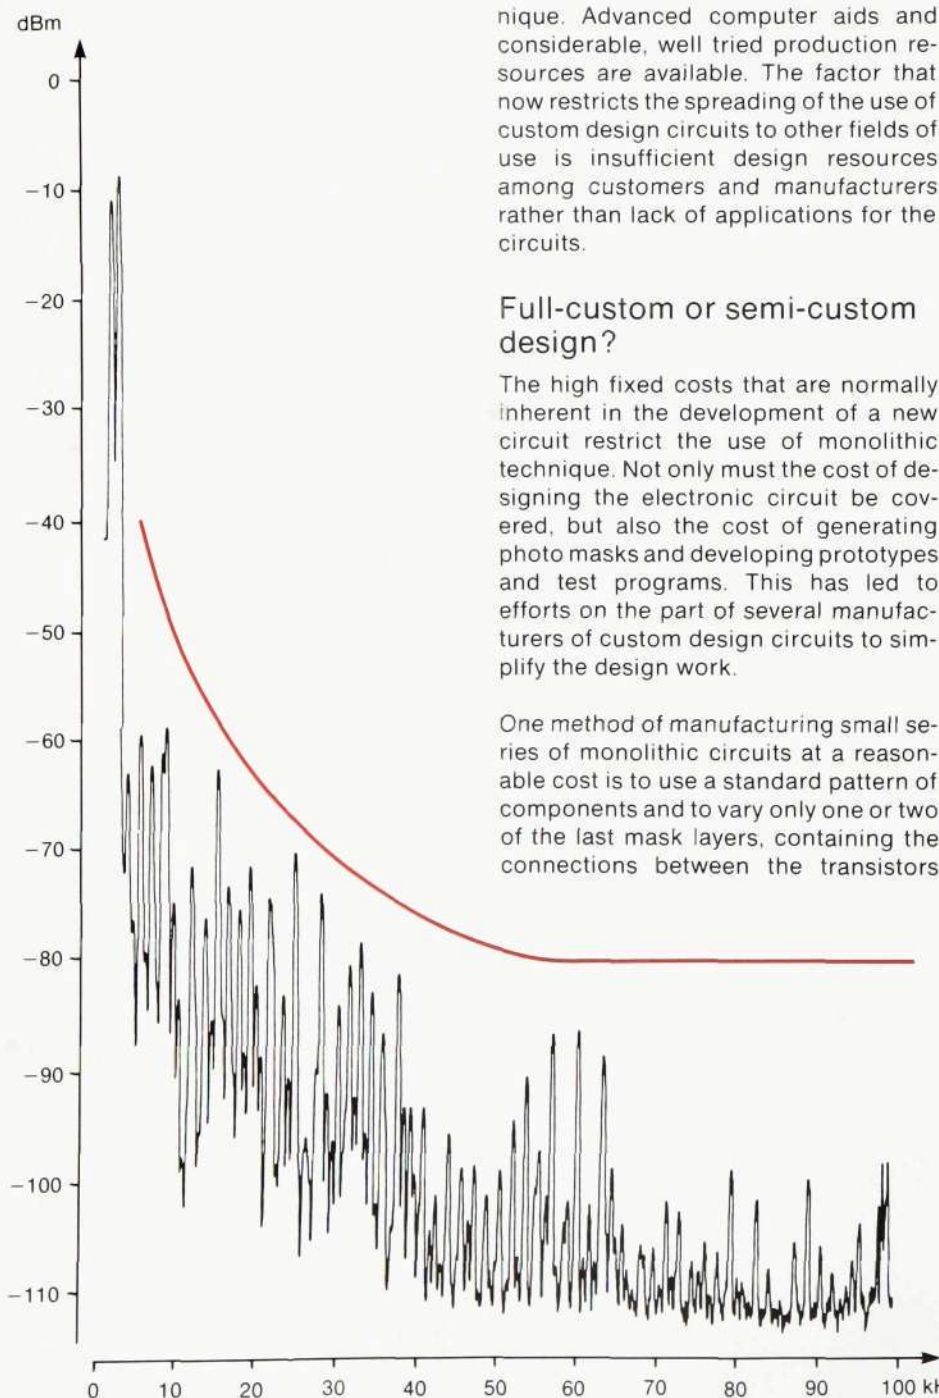 dBm
0
−10
−20
−30
−40
−50
−60
−70
−80
−90
−100
−110
0 10 20 30 40 50 60 70 80 90 100 kH
nique. Advanced computer aids and
considerable, well tried production re-
sources are available. The factor that
now restricts the spreading of the use of
custom design circuits to other fields of
use is insufficient design resources
among customers and manufacturers
rather than lack of applications for the
circuits.
Full-custom or semi-custom
design?
The high fixed costs that are normally
inherent in the development of a new
circuit restrict the use of monolithic
technique. Not only must the cost of de-
signing the electronic circuit be cov-
ered, but also the cost of generating
photo masks and developing prototypes
and test programs. This has led to
efforts on the part of several manufac-
turers of custom design circuits to sim-
plify the design work.
One method of manufacturing small se-
ries of monolithic circuits at a reason-
able cost is to use a standard pattern of
components and to vary only one or two
of the last mask layers, containing the
connections between the transistors